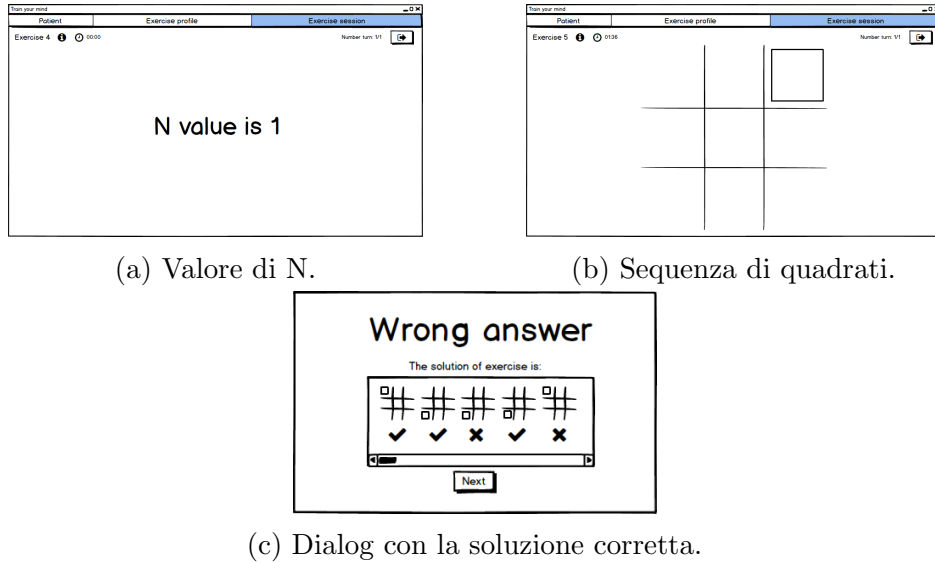 Train your mind
Patient Exercise profile Exercise session
Exercise 4 00:00 Number turn: 1/1
N value is 1
(a) Valore di N.
Train your mind
Patient Exercise profile Exercise session
Exercise 5 01:36 Number turn: 1/1
(b) Sequenza di quadrati.
Wrong answer
The solution of exercise is:
Next
(c) Dialog con la soluzione corretta.